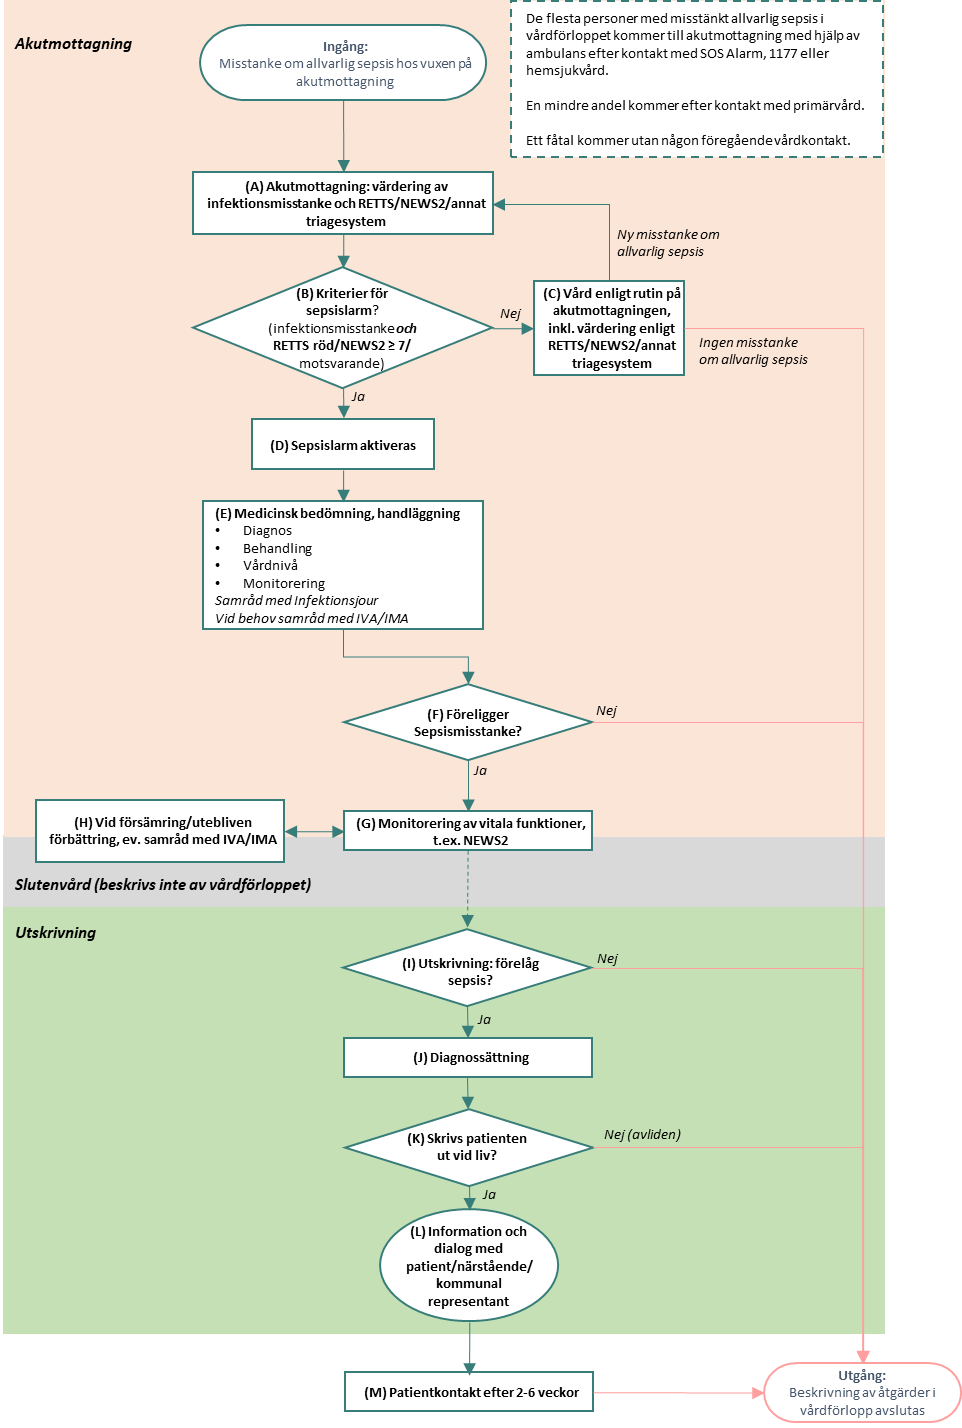 Akutmottagning
Ingång:
Misstanke om allvarlig sepsis hos vuxen på
akutmottagning
De flesta personer med misstänkt allvarlig sepsis i
vårdförloppet kommer till akutmottagning med hjälp av
ambulans efter kontakt med SOS Alarm, 1177 eller
hemsjukvård.
En mindre andel kommer efter kontakt med primärvård.
Ett fåtal kommer utan någon föregående vårdkontakt.
(A) Akutmottagning: värdering av
infektionsmisstanke och RETTS/NEWS2/annat
triagesystem
Ny misstanke om
allvarlig sepsis
(B) Kriterier för
sepsislarm?
(infektionsmisstanke och
RETTS röd/NEWS2 ≥ 7/
motsvarande)
Nej
(C) Vård enligt rutin på
akutmottagningen,
inkl. värdering enligt
RETTS/NEWS2/annat
triagesystem
Ingen misstanke
om allvarlig sepsis
Ja
(D) Sepsislarm aktiveras
(E) Medicinsk bedömning, handläggning
• Diagnos
• Behandling
• Vårdnivå
• Monitorering
Samråd med Infektionsjour
Vid behov samråd med IVA/IMA
(F) Föreligger
Sepsismisstanke?
Nej
Ja
(H) Vid försämring/utebliven
förbättring, ev. samråd med IVA/IMA
(G) Monitorering av vitala funktioner,
t.ex. NEWS2
Slutenvård (beskrivs inte av vårdförloppet)
Utskrivning
(I) Utskrivning: förelåg
sepsis?
Nej
Ja
(J) Diagnossättning
(K) Skrivs patienten
ut vid liv?
Nej (avliden)
Ja
(L) Information och
dialog med
patient/närstående/
kommunal
representant
(M) Patientkontakt efter 2-6 veckor
Utgång:
Beskrivning av åtgärder i
vårdförlopp avslutas